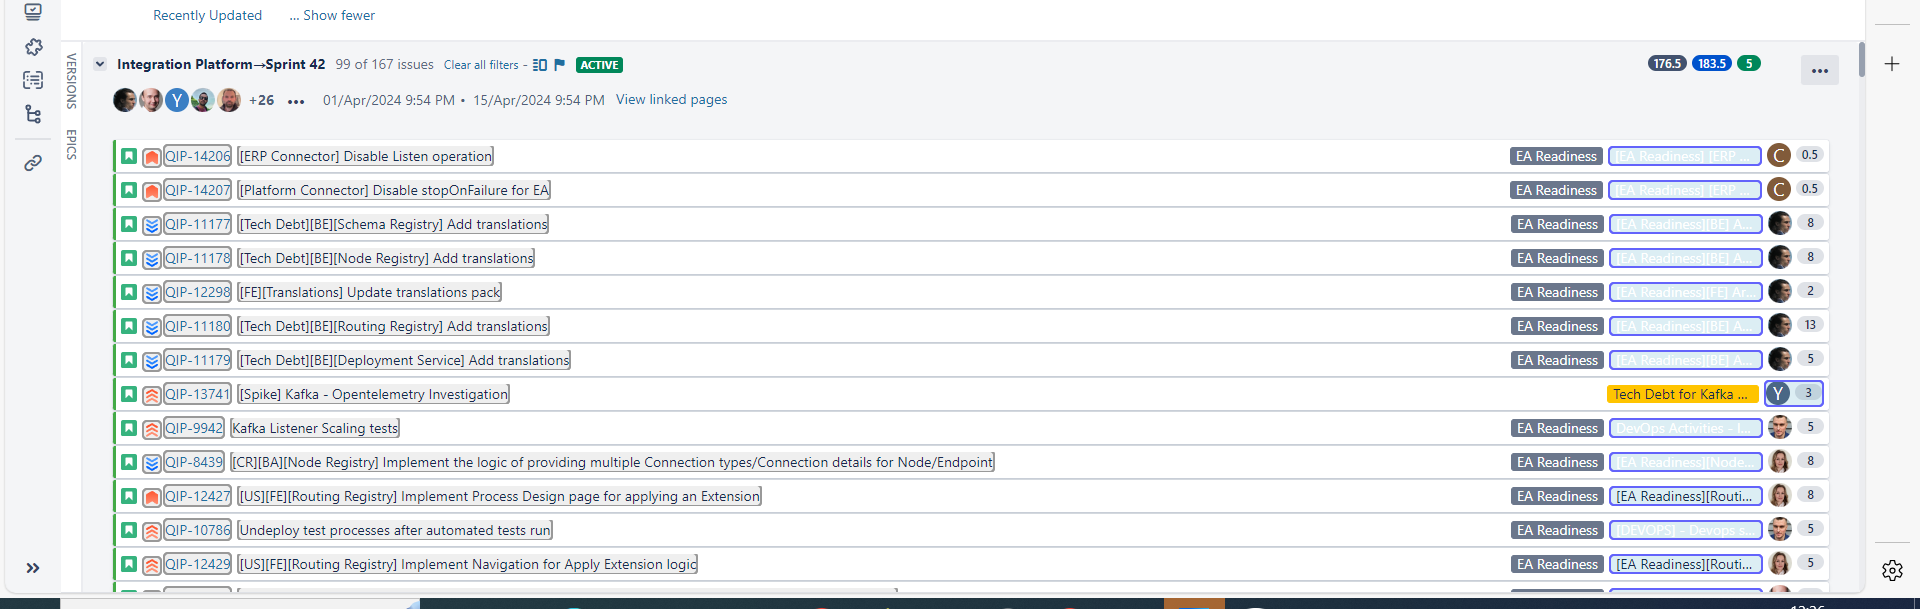 Recently Updated ... Show fewer
VERSIONS
EPICS
Integration Platform→Sprint 42 99 of 167 issues Clear all filters - ACTIVE 176.5 183.5 5
Y +26 ••• 01/Apr/2024 9:54 PM • 15/Apr/2024 9:54 PM View linked pages
QIP-14206 [ERP Connector] Disable Listen operation EA Readiness [EA Readiness] [ERP ... C 0.5
QIP-14207 [Platform Connector] Disable stopOnFailure for EA EA Readiness [EA Readiness] [ERP ... C 0.5
QIP-11177 [Tech Debt][BE][Schema Registry] Add translations EA Readiness [EA Readiness][BE] A... 8
QIP-11178 [Tech Debt][BE][Node Registry] Add translations EA Readiness [EA Readiness][BE] A... 8
QIP-12298 [FE][Translations] Update translations pack EA Readiness [EA Readiness][FE] Ar... 2
QIP-11180 [Tech Debt][BE][Routing Registry] Add translations EA Readiness [EA Readiness][BE] A... 13
QIP-11179 [Tech Debt][BE][Deployment Service] Add translations EA Readiness [EA Readiness][BE] A... 5
QIP-13741 [Spike] Kafka - Opentelemetry Investigation Tech Debt for Kafka ... Y 3
QIP-9942 Kafka Listener Scaling tests EA Readiness DevOps Activities - I... 5
QIP-8439 [CR][BA][Node Registry] Implement the logic of providing multiple Connection types/Connection details for Node/Endpoint EA Readiness [EA Readiness][Node... 8
QIP-12427 [US][FE][Routing Registry] Implement Process Design page for applying an Extension EA Readiness [EA Readiness][Routi... 8
QIP-10786 Undeploy test processes after automated tests run EA Readiness [DEVOPS] - Devops s... 5
QIP-12429 [US][FE][Routing Registry] Implement Navigation for Apply Extension logic EA Readiness [EA Readiness][Routi... 5